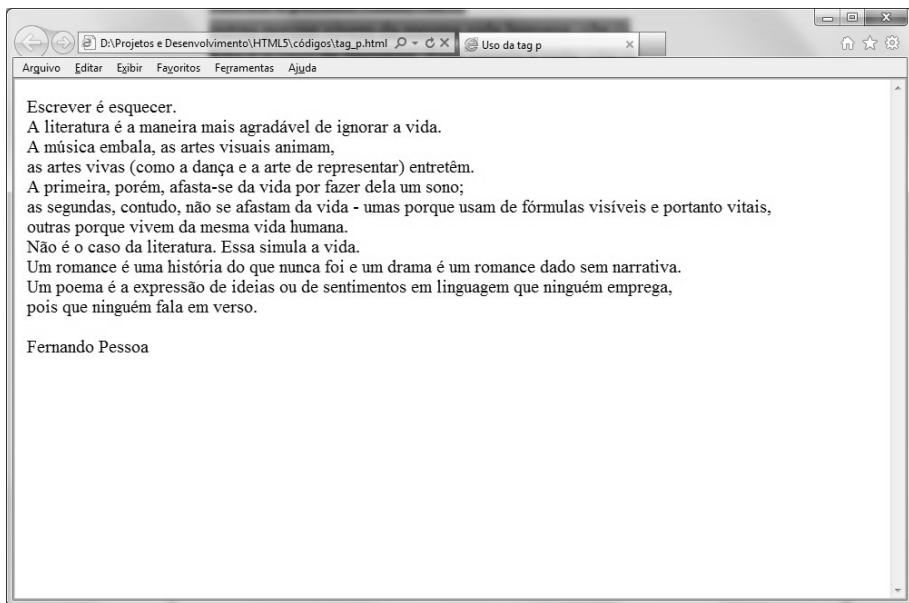 D:\Projetos e Desenvolvimento\HTML5\códigos\tag_p.html
Uso da tag p
Arquivo Editar Exibir Favoritos Ferramentas Ajuda
Escrever é esquecer.
A literatura é a maneira mais agradável de ignorar a vida.
A música embala, as artes visuais animam,
as artes vivas (como a dança e a arte de representar) entretêm.
A primeira, porém, afasta-se da vida por fazer dela um sono;
as segundas, contudo, não se afastam da vida - umas porque usam de fórmulas visíveis e portanto vitais,
outras porque vivem da mesma vida humana.
Não é o caso da literatura. Essa simula a vida.
Um romance é uma história do que nunca foi e um drama é um romance dado sem narrativa.
Um poema é a expressão de ideias ou de sentimentos em linguagem que ninguém emprega,
pois que ninguém fala em verso.
Fernando Pessoa